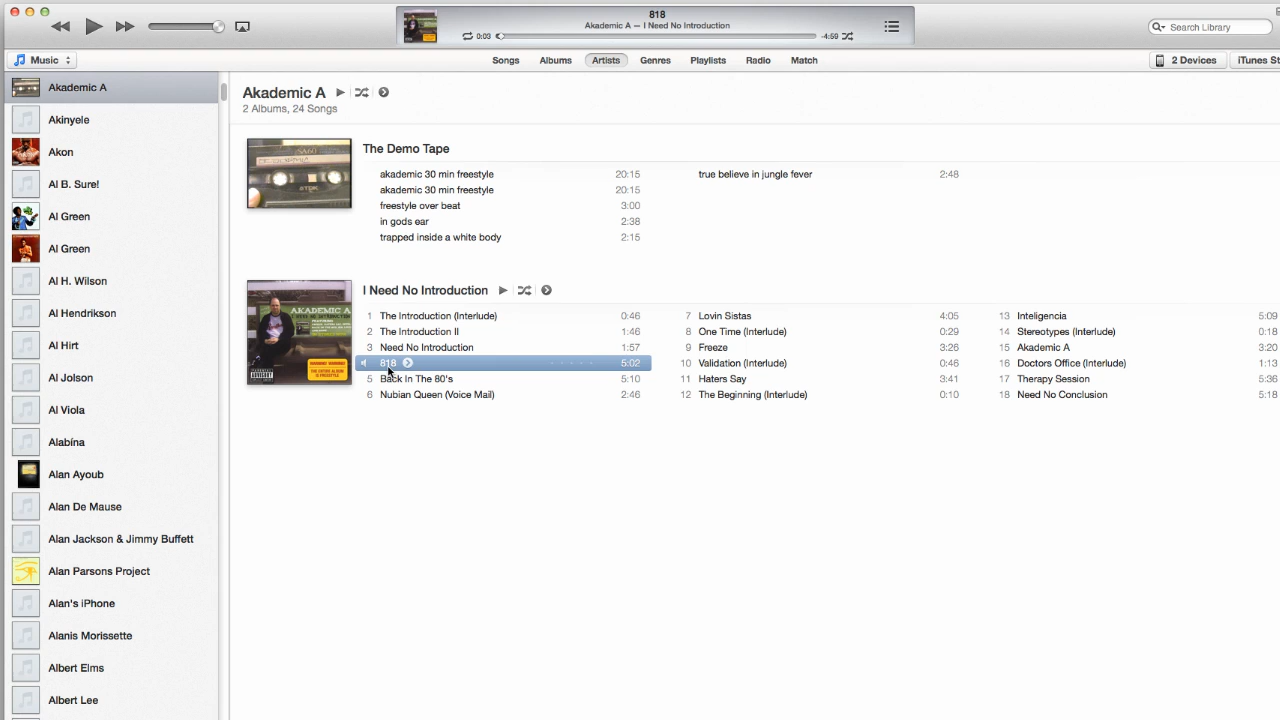 818
Akademic A — I Need No Introduction
0:03
-4:59
Search Library
Music
Songs
Albums
Artists
Genres
Playlists
Radio
Match
2 Devices
iTunes St
Akademic A
Akinyele
Akon
Al B. Sure!
Al Green
Al Green
Al H. Wilson
Al Hendrikson
Al Hirt
Al Jolson
Al Viola
Alabína
Alan Ayoub
Alan De Mause
Alan Jackson & Jimmy Buffett
Alan Parsons Project
Alan's iPhone
Alanis Morissette
Albert Elms
Albert Lee
Akademic A
2 Albums, 24 Songs
The Demo Tape
akademic 30 min freestyle 20:15
akademic 30 min freestyle 20:15
freestyle over beat 3:00
in gods ear 2:38
trapped inside a white body 2:15
true believe in jungle fever 2:48
I Need No Introduction
1 The Introduction (Interlude) 0:46
2 The Introduction II 1:46
3 Need No Introduction 1:57
818 5:02
5 Back In The 80's 5:10
6 Nubian Queen (Voice Mail) 2:46
7 Lovin Sistas 4:05
8 One Time (Interlude) 0:29
9 Freeze 3:26
10 Validation (Interlude) 0:46
11 Haters Say 3:41
12 The Beginning (Interlude) 0:10
13 Inteligencia 5:09
14 Stereotypes (Interlude) 0:18
15 Akademic A 3:20
16 Doctors Office (Interlude) 1:13
17 Therapy Session 5:36
18 Need No Conclusion 5:18
AKADEMIC A
TDK